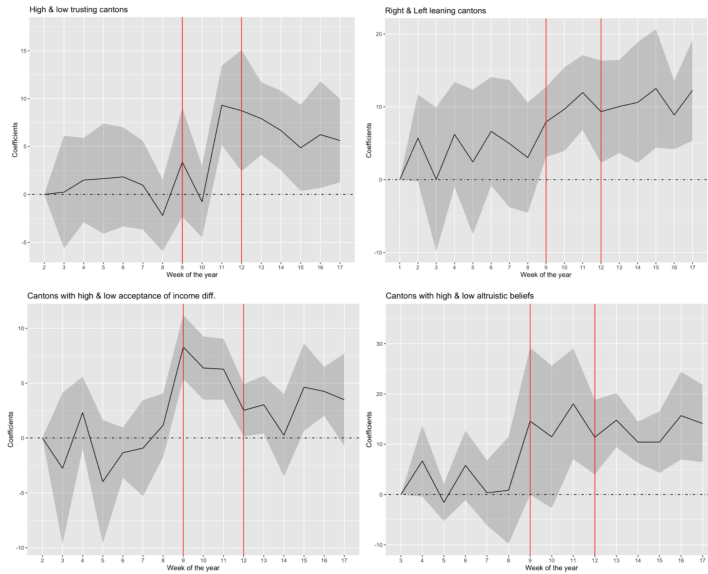 High & low trusting cantons
15
10
5
0
-5
Coefficients
2 3 4 5 6 7 8 9 10 11 12 13 14 15 16 17
Week of the year
Right & Left leaning cantons
20
10
0
-10
Coefficients
1 2 3 4 5 6 7 8 9 10 11 12 13 14 15 16 17
Week of the year
Cantons with high & low acceptance of income diff.
10
5
0
-5
-10
Coefficients
2 3 4 5 6 7 8 9 10 11 12 13 14 15 16 17
Week of the year
Cantons with high & low altruistic beliefs
30
20
10
0
-10
Coefficients
3 4 5 6 7 8 9 10 11 12 13 14 15 16 17
Week of the year